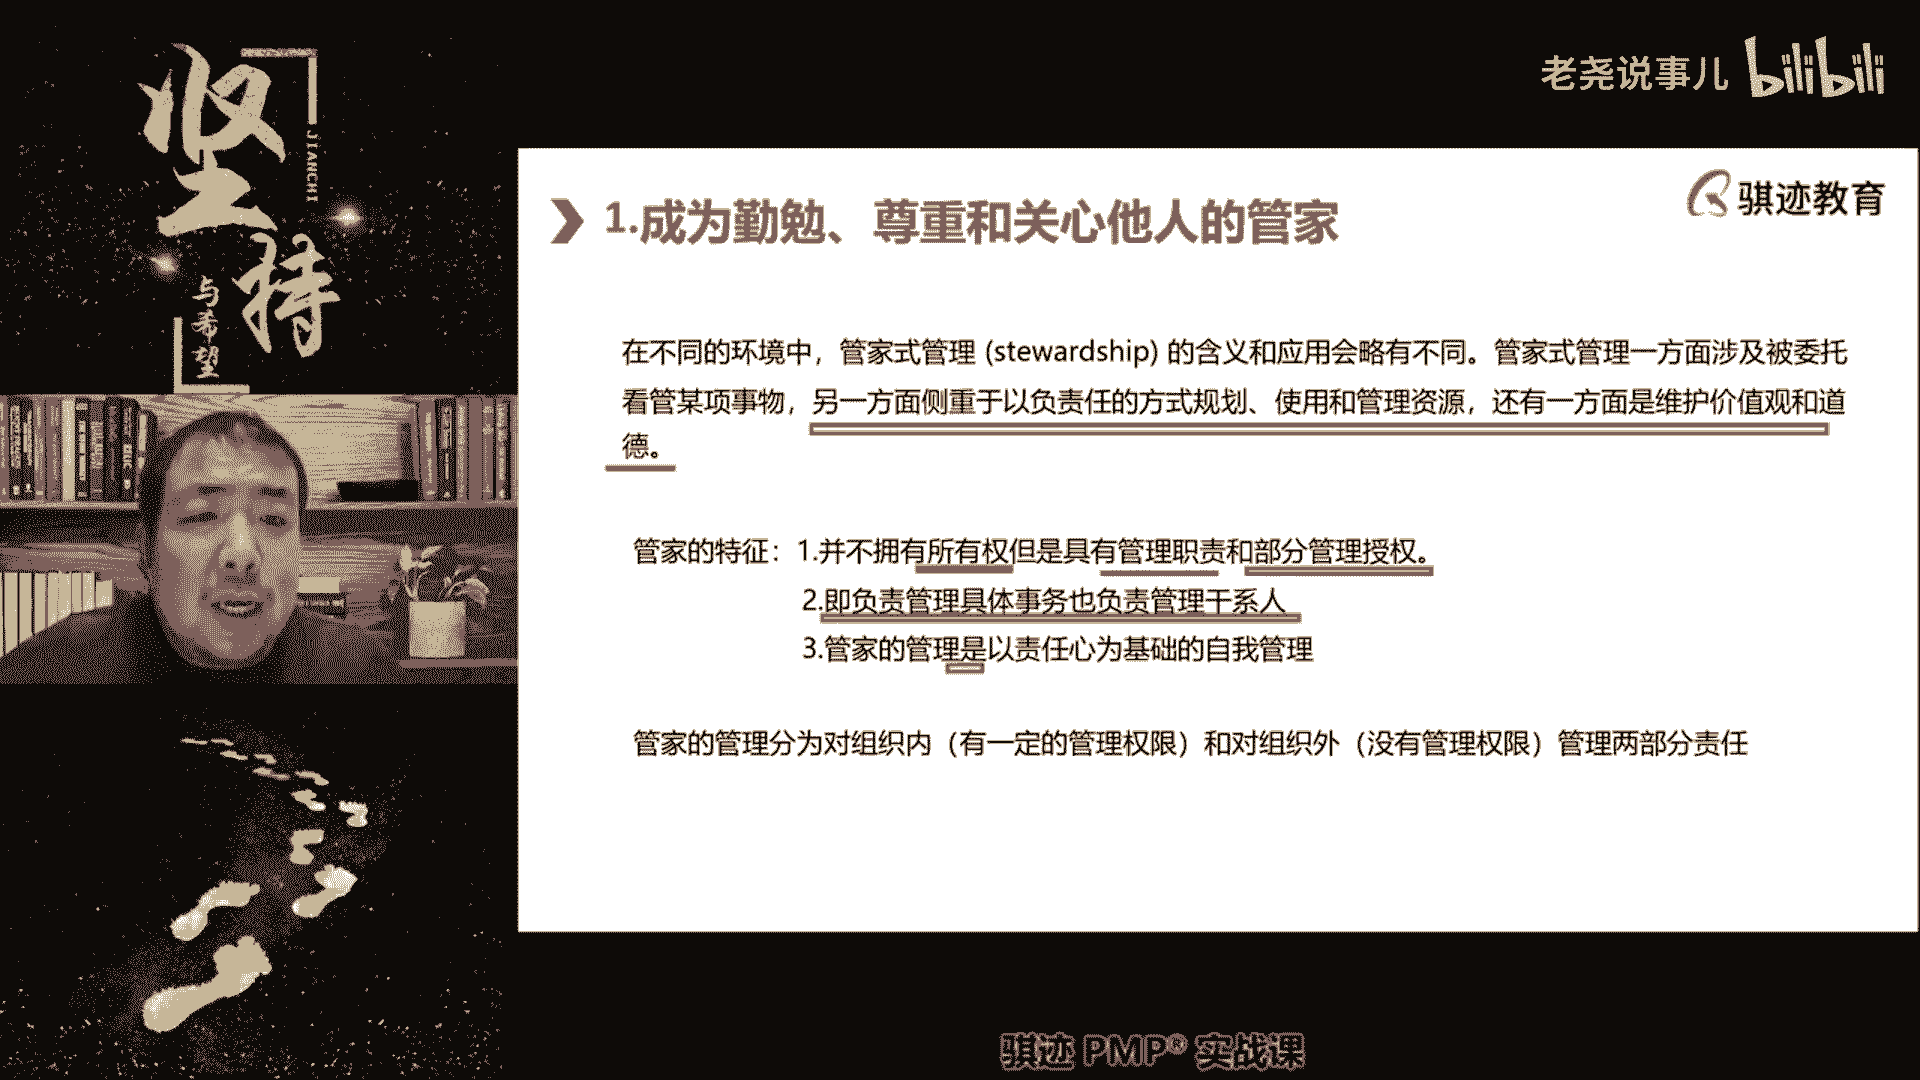 坚持
JIANCHI
与希望
老尧说事儿 bilibili
骐迹教育
1.成为勤勉、尊重和关心他人的管家
在不同的环境中，管家式管理 (stewardship) 的含义和应用会略有不同。管家式管理一方面涉及被委托
看管某项事物，另一方面侧重于以负责任的方式规划、使用和管理资源，还有一方面是维护价值观和道
德。
管家的特征：1.并不拥有所有权但是具有管理职责和部分管理授权。
2.即负责管理具体事务也负责管理干系人
3.管家的管理是以责任心为基础的自我管理
管家的管理分为对组织内（有一定的管理权限）和对组织外（没有管理权限）管理两部分责任
骐迹 PMP® 实战课